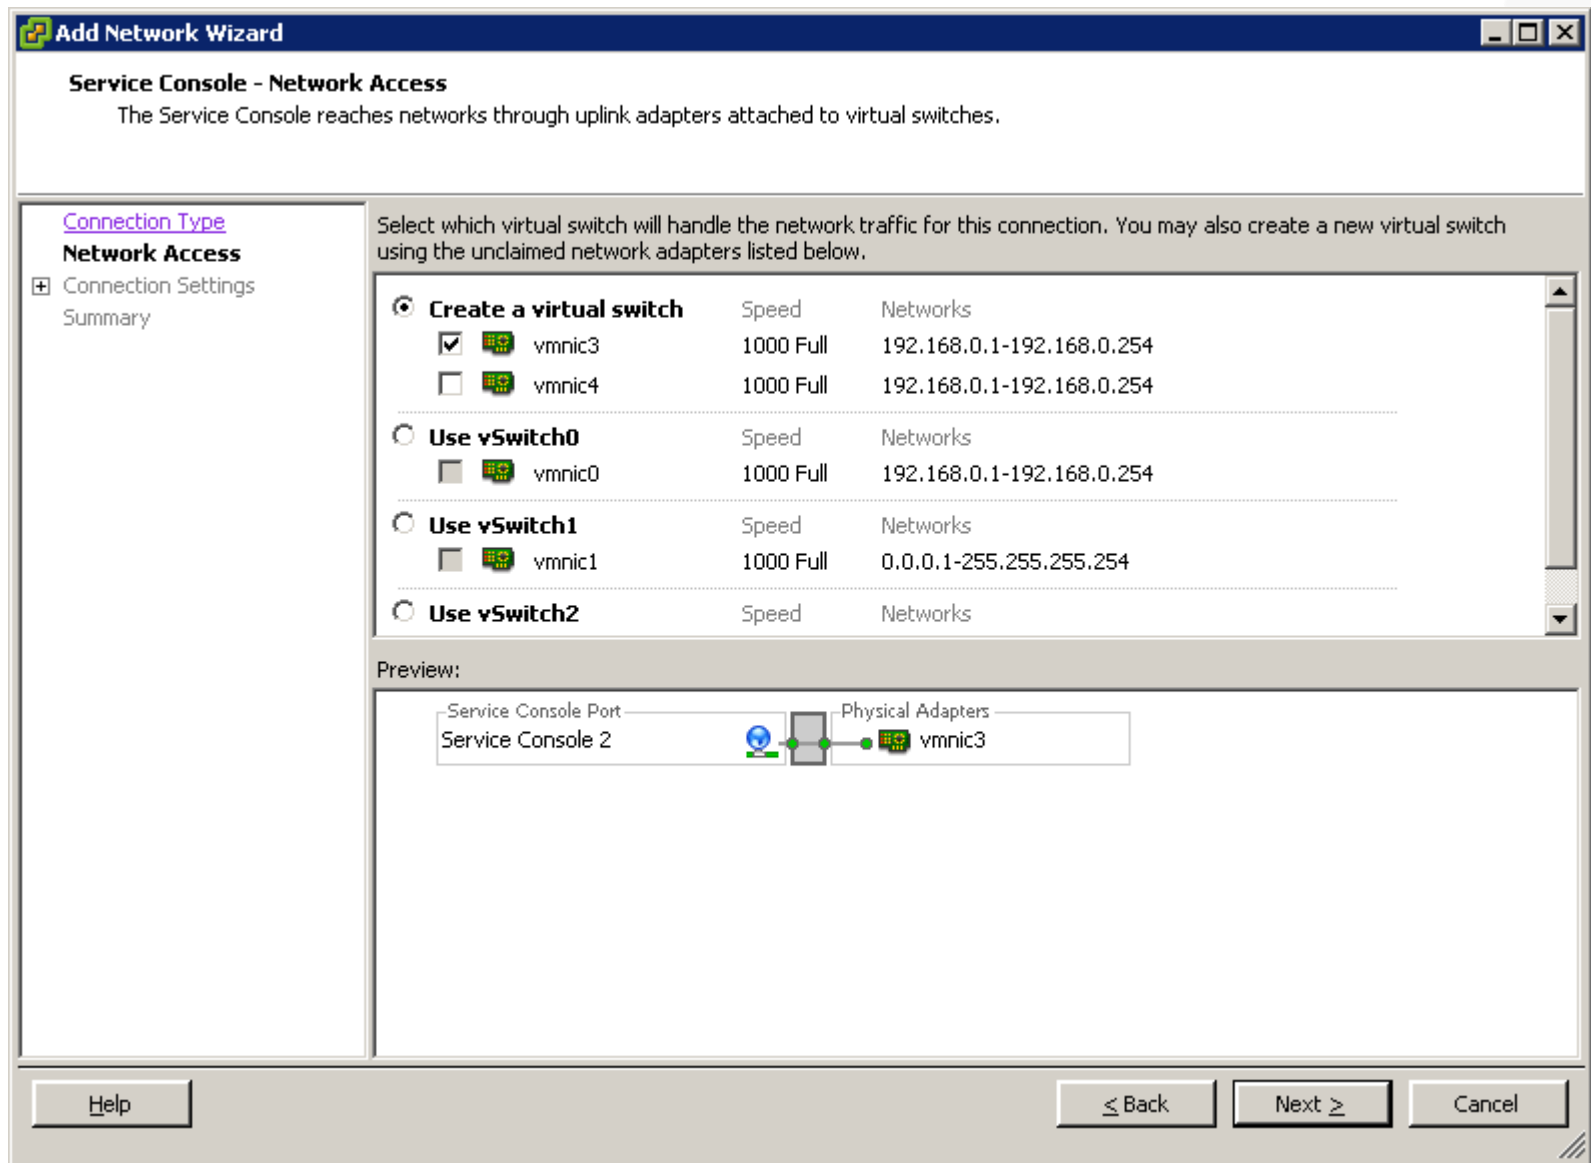 Add Network Wizard
Service Console - Network Access
The Service Console reaches networks through uplink adapters attached to virtual switches.
Connection Type
Network Access
Connection Settings
Summary
Select which virtual switch will handle the network traffic for this connection. You may also create a new virtual switch
using the unclaimed network adapters listed below.
Create a virtual switch Speed Networks
vmnic3 1000 Full 192.168.0.1-192.168.0.254
vmnic4 1000 Full 192.168.0.1-192.168.0.254
Use vSwitch0 Speed Networks
vmnic0 1000 Full 192.168.0.1-192.168.0.254
Use vSwitch1 Speed Networks
vmnic1 1000 Full 0.0.0.1-255.255.255.254
Use vSwitch2 Speed Networks
Preview:
Service Console Port Physical Adapters
Service Console 2 vmnic3
Help ≤ Back Next ≥ Cancel